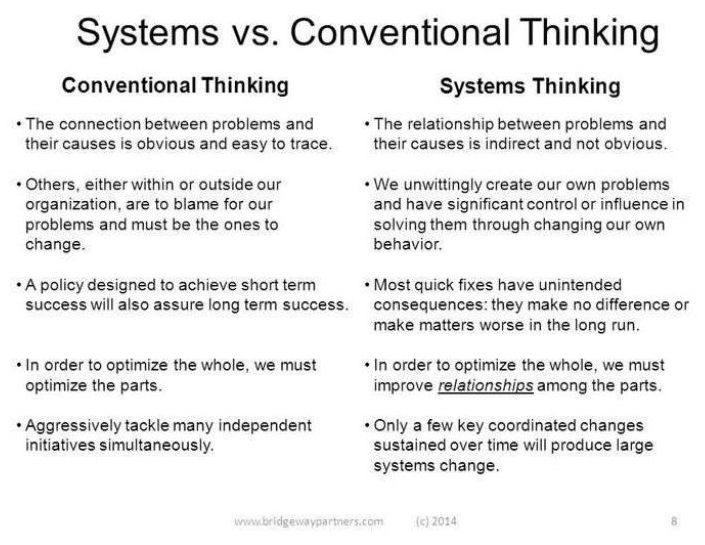 Systems vs. Conventional Thinking
Conventional Thinking
• The connection between problems and
their causes is obvious and easy to trace.
• Others, either within or outside our
organization, are to blame for our
problems and must be the ones to
change.
• A policy designed to achieve short term
success will also assure long term success.
• In order to optimize the whole, we must
optimize the parts.
• Aggressively tackle many independent
initiatives simultaneously.
Systems Thinking
• The relationship between problems and
their causes is indirect and not obvious.
• We unwittingly create our own problems
and have significant control or influence in
solving them through changing our own
behavior.
• Most quick fixes have unintended
consequences: they make no difference or
make matters worse in the long run.
• In order to optimize the whole, we must
improve relationships among the parts.
• Only a few key coordinated changes
sustained over time will produce large
systems change.
www.bridgewaypartners.com (c) 2014 8